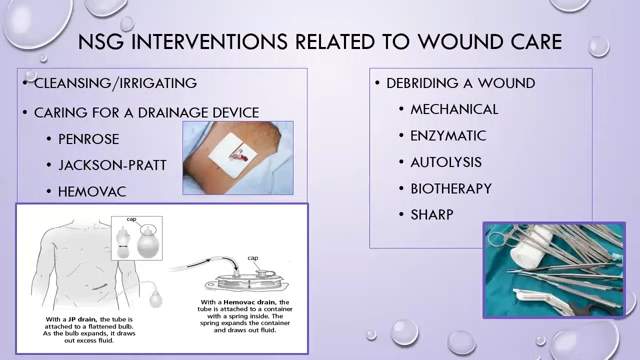 NSG INTERVENTIONS RELATED TO WOUND CARE
• CLEANSING/IRRIGATING
• CARING FOR A DRAINAGE DEVICE
• PENROSE
• JACKSON-PRATT
• HEMOVAC
cap
With a JP drain, the tube is
attached to a flattened bulb.
As the bulb expands, it draws
out excess fluid.
cap
With a Hemovac drain, the
tube is attached to a container
with a spring inside. The
spring expands the container
and draws out fluid.
• DEBRIDING A WOUND
• MECHANICAL
• ENZYMATIC
• AUTOLYSIS
• BIOTHERAPY
• SHARP